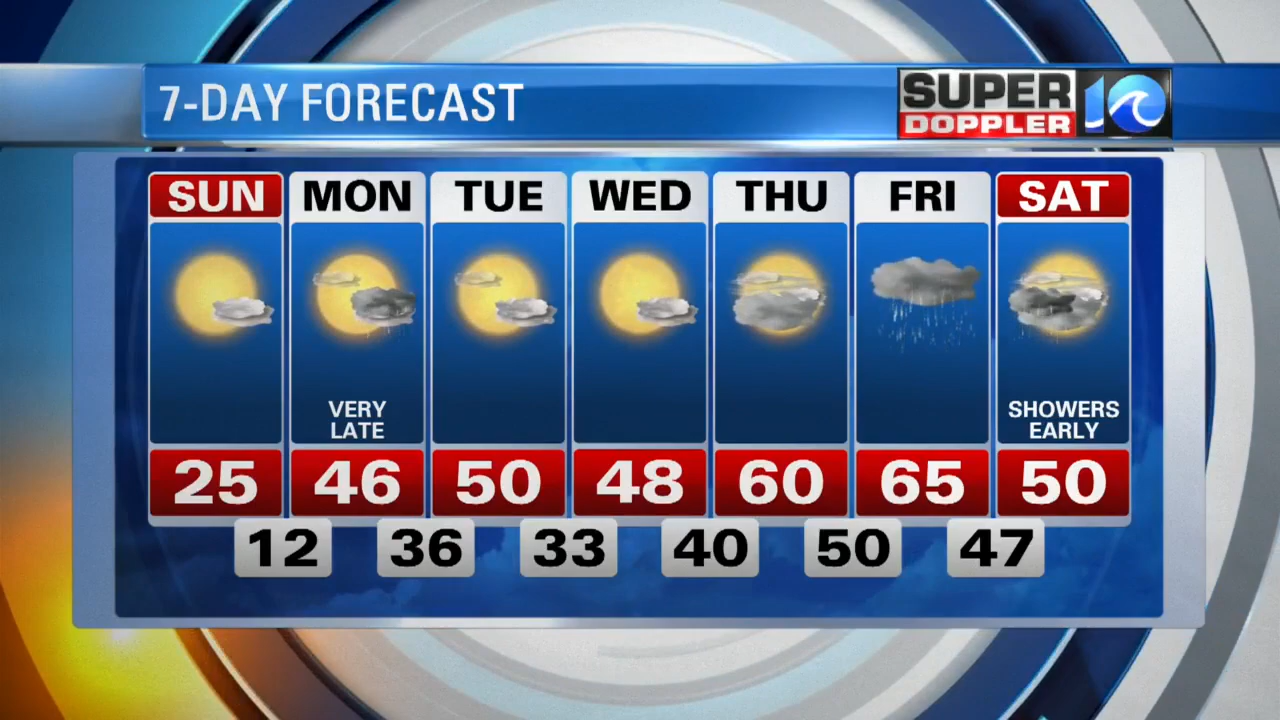 7-DAY FORECAST
SUPER
DOPPLER 10
SUN MON TUE WED THU FRI SAT
VERY
LATE
SHOWERS
EARLY
25 46 50 48 60 65 50
12 36 33 40 50 47